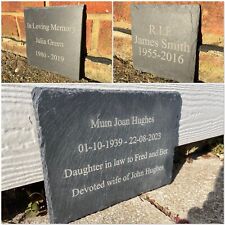 In Loving Memory
Julia Green
1980 - 2019
R.I.P
James Smith
1955-2016
Mum Joan Hughes
01-10-1939 - 22-08-2023
Daughter in law to Fred and Bet
Devoted wife of John Hughes